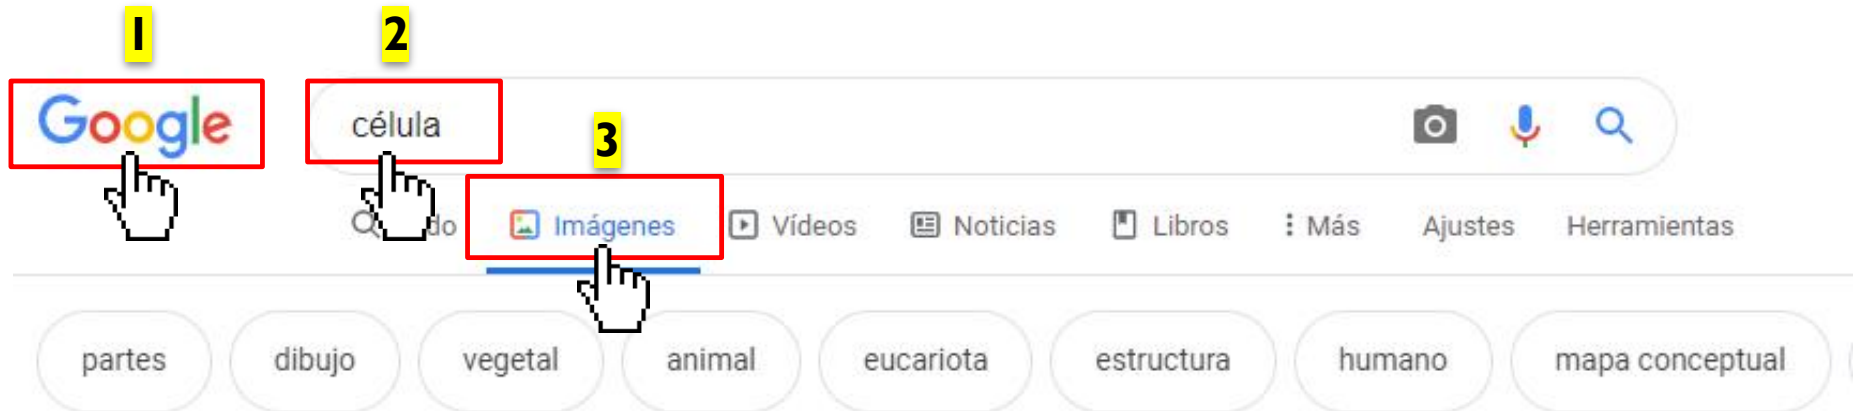 1 2
Google célula
3
Imágenes Vídeos Noticias Libros Más Ajustes Herramientas
partes dibujo vegetal animal eucariota estructura humano mapa conceptual